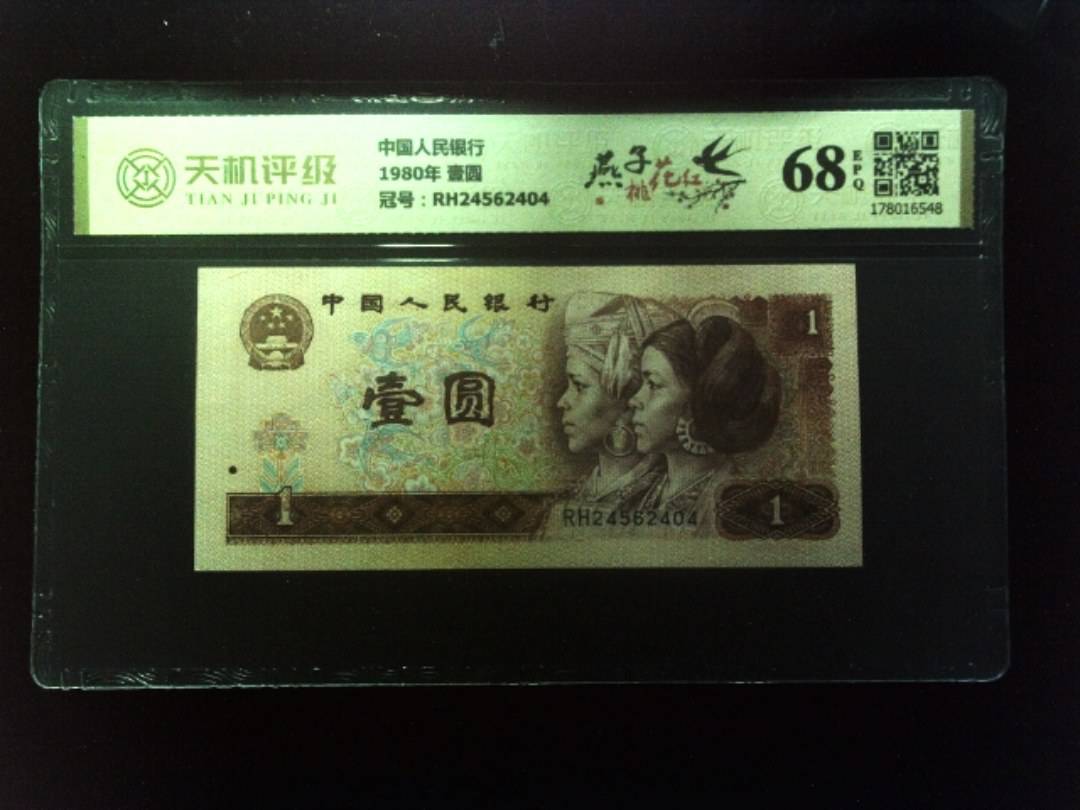 天机评级
TIAN JI PING JI
中国人民银行
1980年 壹圆
冠号：RH24562404
燕子
桃花红
68
EPQ
178016548
中国人民银行
1
壹圆
1
RH24562404
1